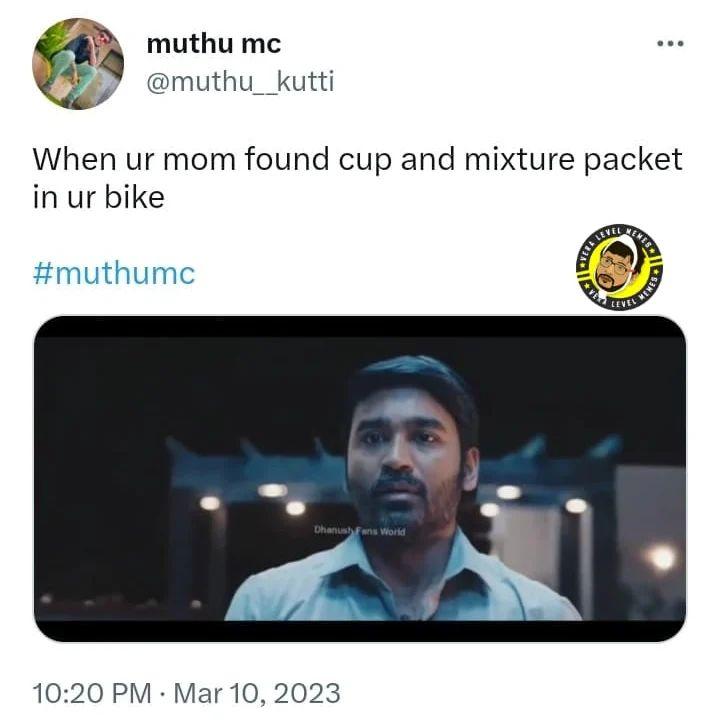 muthu mc
@muthu__kutti
When ur mom found cup and mixture packet
in ur bike
#muthumc
VERA LEVEL MEMES
VERA LEVEL MEMES
Dhanush Fans World
10:20 PM · Mar 10, 2023